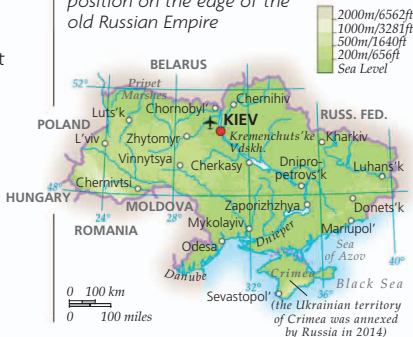 position on the edge of the
old Russian Empire
2000m/6562ft
1000m/3281ft
500m/1640ft
200m/656ft
Sea Level
BELARUS
52°
Pripet
Marshes
Chornobyl'
Chernihiv
Luts'k
KIEV
RUSS. FED.
POLAND
L'viv
Zhytomyr
Kremenchuts'ke
Vdskh.
Kharkiv
Vinnytsya
Cherkasy
Dnipro-
petrovs'k
Luhans'k
48°
Chernivtsi
HUNGARY
MOLDOVA
Zaporizhzhya
Donets'k
24°
28°
ROMANIA
Mykolayiv
Dnieper
Mariupol'
Odesa
Sea
of Azov
40°
Danube
Crimea
32°
36°
Black Sea
0 100 km
0 100 miles
Sevastopol'
(the Ukrainian territory
of Crimea was annexed
by Russia in 2014)